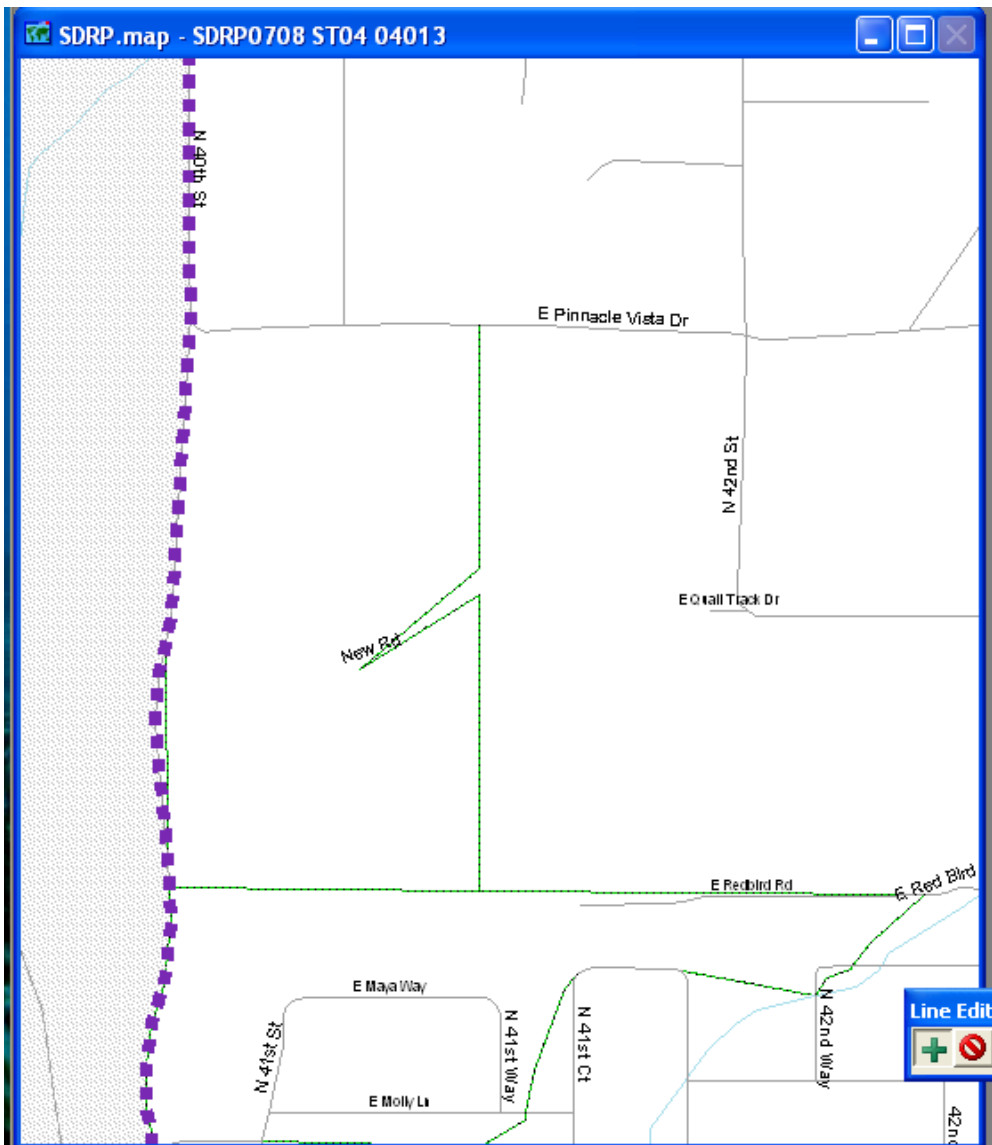 SDRP.map - SDRP0708 ST04 04013
N 40th St
E Pinnacle Vista Dr
N 42nd St
E Quail Track Dr
New Rd
E Redbird Rd
E Red Bird
E Maya Way
N 41st St
N 41st Way
N 41st Ct
N 42nd Way
Line Edit
E Molly Ln
42nd